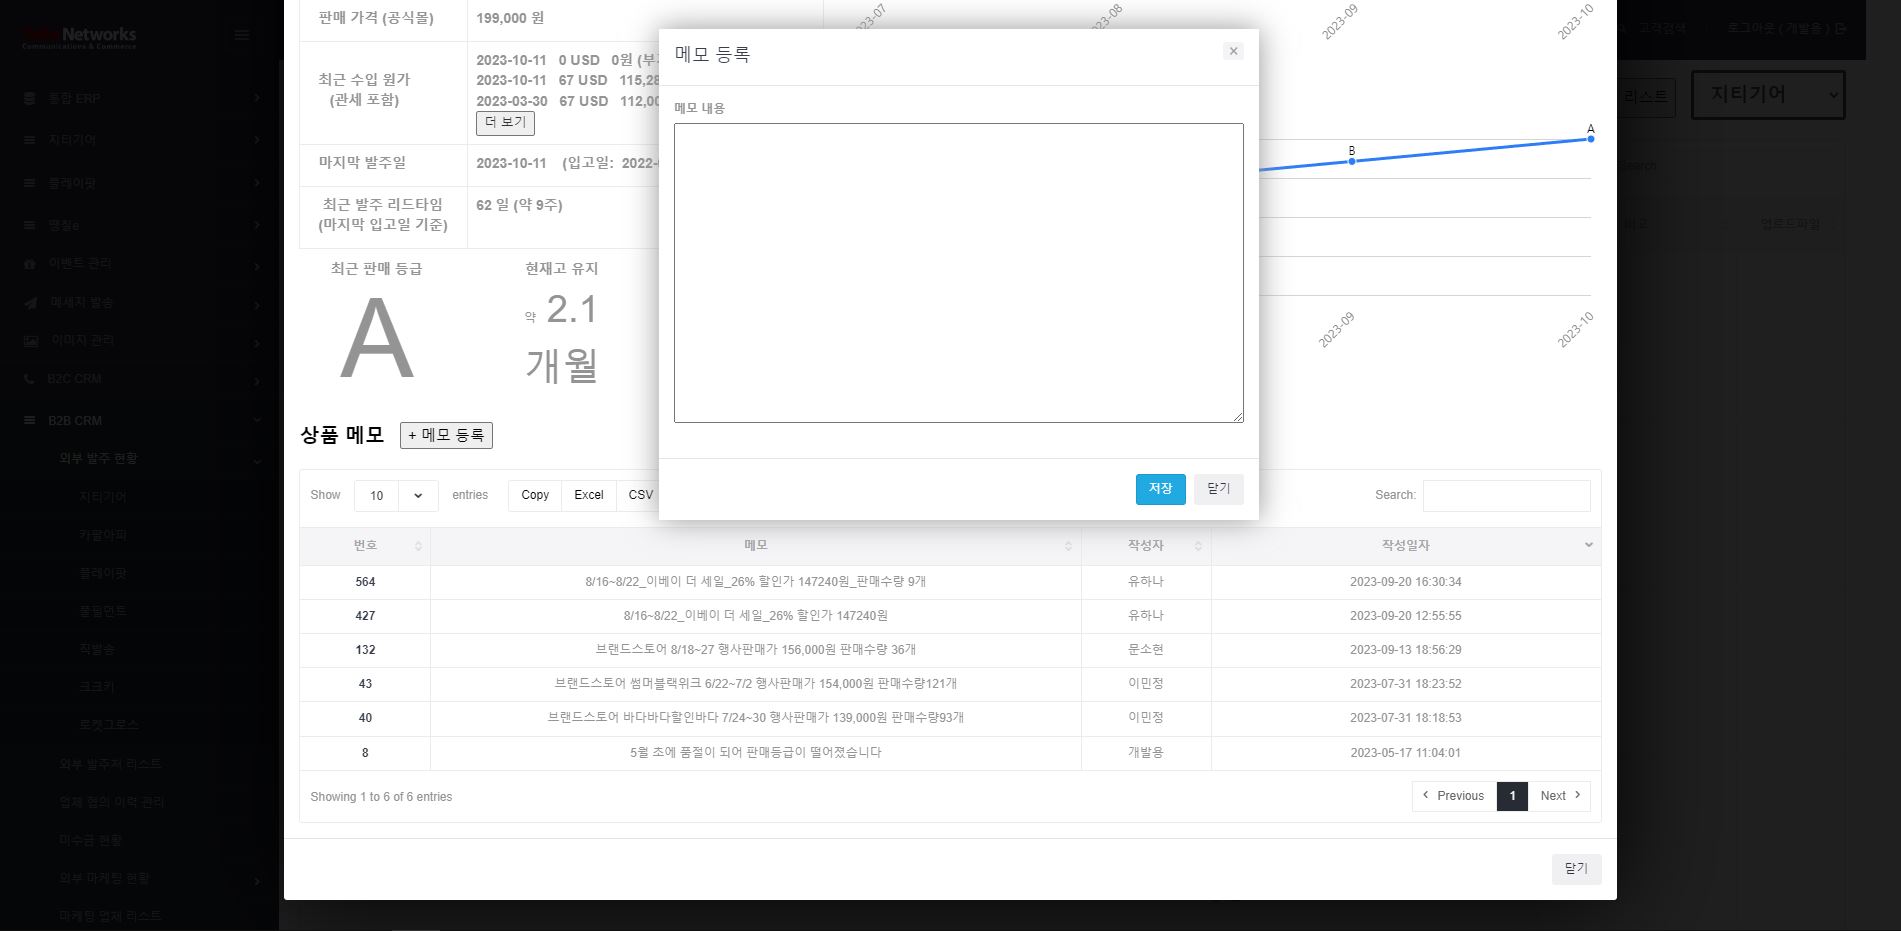 Networks
Communications & Commerce
통합 ERP
지티기어
플레이팟
명칭e
이벤트 관리
메세지 발송
이미지 관리
B2C CRM
B2B CRM
외부 발주 현황
지티기어
카팔아파
플레이팟
풀필먼트
직발송
크크키
로켓그로스
외부 발주처 리스트
업체 협의 이력 관리
미수금 현황
외부 마케팅 현황
마케팅 업체 리스트
고객검색
로그아웃 ( 개발용 )
리스트
지티기어
Search
비고
업로드파일
판매 가격 (공식몰)
199,000 원
최근 수입 원가
(관세 포함)
2023-10-11 0 USD 0원
2023-10-11 67 USD 115,28
2023-03-30 67 USD 112,00
더 보기
마지막 발주일
2023-10-11 (입고일: 2022-
최근 발주 리드타임
(마지막 입고일 기준)
62 일 (약 9주)
최근 판매 등급
A
현재고 유지
약 2.1
개월
023-07
23-08
2023-09
2023-10
B
A
2023-09
2023-10
메모 등록
×
메모 내용
저장
닫기
상품 메모
+ 메모 등록
Show 10 entries
Copy Excel CSV
Search:
번호 메모 작성자 작성일자
564 8/16~8/22_이베이 더 세일_26% 할인가 147240원_판매수량 9개 유하나 2023-09-20 16:30:34
427 8/16~8/22_이베이 더 세일_26% 할인가 147240원 유하나 2023-09-20 12:55:55
132 브랜드스토어 8/18~27 행사판매가 156,000원 판매수량 36개 문소현 2023-09-13 18:56:29
43 브랜드스토어 썸머블랙위크 6/22~7/2 행사판매가 154,000원 판매수량121개 이민정 2023-07-31 18:23:52
40 브랜드스토어 바다바다할인바다 7/24~30 행사판매가 139,000원 판매수량93개 이민정 2023-07-31 18:18:53
8 5월 초에 품절이 되어 판매등급이 떨어졌습니다 개발용 2023-05-17 11:04:01
Showing 1 to 6 of 6 entries
Previous 1 Next
닫기